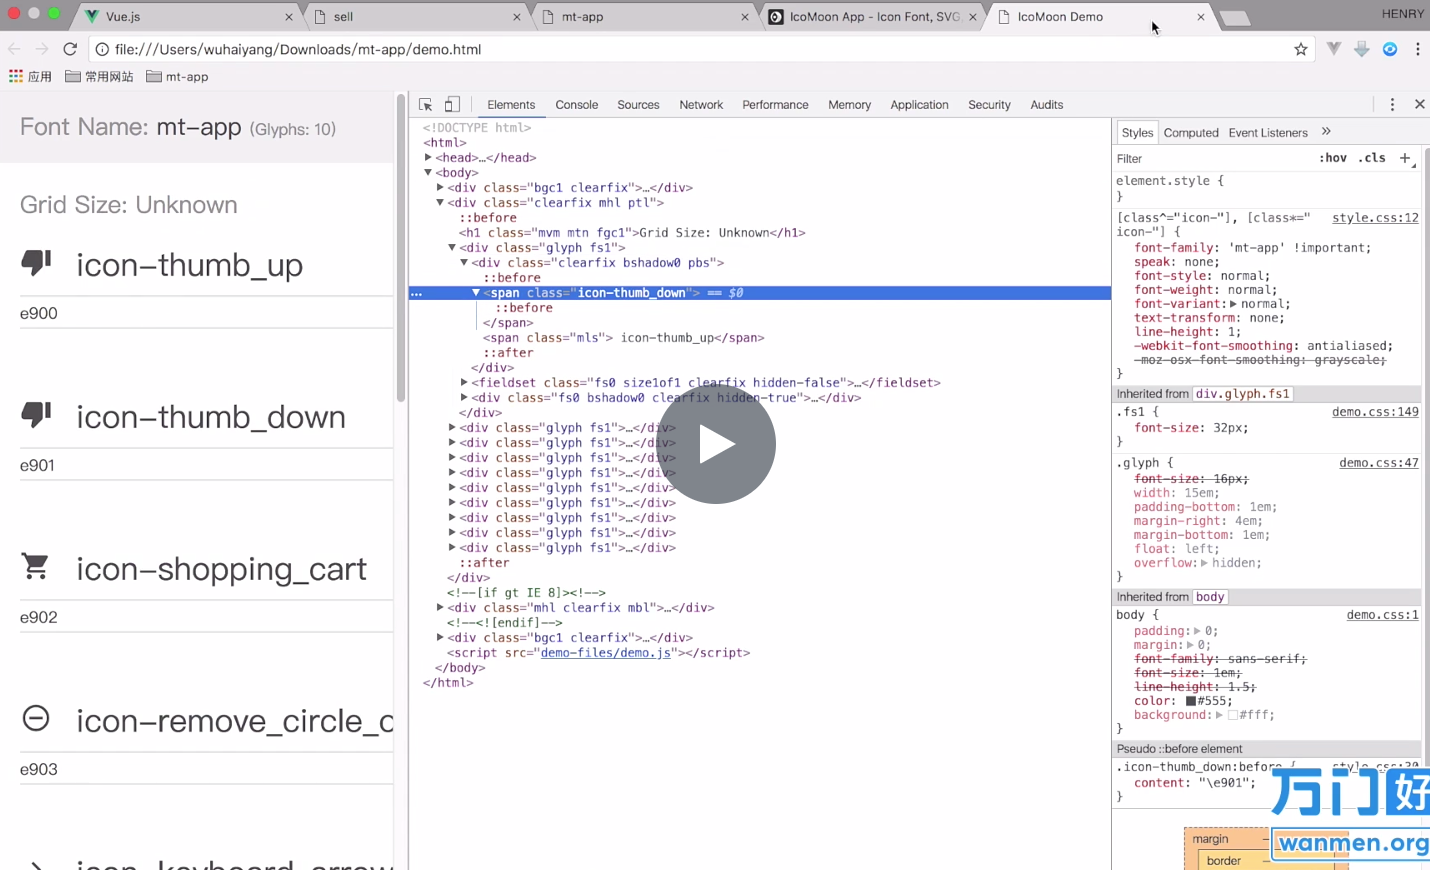 Vue.js
sell
mt-app
IcoMoon App - Icon Font, SVG,
IcoMoon Demo
HENRY
file:///Users/wuhaiyang/Downloads/mt-app/demo.html
应用
常用网站
mt-app
Font Name: mt-app (Glyphs: 10)
Grid Size: Unknown
icon-thumb_up
e900
icon-thumb_down
e901
icon-shopping_cart
e902
icon-remove_circle_o
e903
Elements Console Sources Network Performance Memory Application Security Audits
<!DOCTYPE html>
<html>
<head>…</head>
<body>
<div class="bgc1 clearfix">…</div>
<div class="clearfix mhl ptl">
::before
<h1 class="mvm mtn fgc1">Grid Size: Unknown</h1>
<div class="glyph fs1">
<div class="clearfix bshadow0 pbs">
::before
… <span class="icon-thumb_down"> == $0
::before
</span>
<span class="mls"> icon-thumb_up</span>
::after
</div>
<fieldset class="fs0 size1of1 clearfix hidden-false">…</fieldset>
<div class="fs0 bshadow0 clearfix hidden-true">…</div>
</div>
<div class="glyph fs1">…</div>
<div class="glyph fs1">…</div>
<div class="glyph fs1">…</div>
<div class="glyph fs1">…</div>
<div class="glyph fs1">…</div>
<div class="glyph fs1">…</div>
<div class="glyph fs1">…</div>
<div class="glyph fs1">…</div>
<div class="glyph fs1">…</div>
::after
</div>
<!--[if gt IE 8]><!-->
<div class="mhl clearfix mbl">…</div>
<!--<![endif]-->
<div class="bgc1 clearfix">…</div>
<script src="demo-files/demo.js"></script>
</body>
</html>
Styles Computed Event Listeners »
Filter :hov .cls +
element.style {
}
[class^="icon-"], [class*=" style.css:12
icon-"] {
font-family: 'mt-app' !important;
speak: none;
font-style: normal;
font-weight: normal;
font-variant: normal;
text-transform: none;
line-height: 1;
-webkit-font-smoothing: antialiased;
-moz-osx-font-smoothing: grayscale;
}
Inherited from div.glyph.fs1
.fs1 { demo.css:149
font-size: 32px;
}
.glyph { demo.css:47
font-size: 16px;
width: 15em;
padding-bottom: 1em;
margin-right: 4em;
margin-bottom: 1em;
float: left;
overflow: hidden;
}
Inherited from body
body { demo.css:1
padding: 0;
margin: 0;
font-family: sans-serif;
font-size: 1em;
line-height: 1.5;
color: #555;
background: #fff;
}
Pseudo ::before element
.icon-thumb_down:before {
content: "\e901";
}
margin –
border –
万门好
wanmen.org